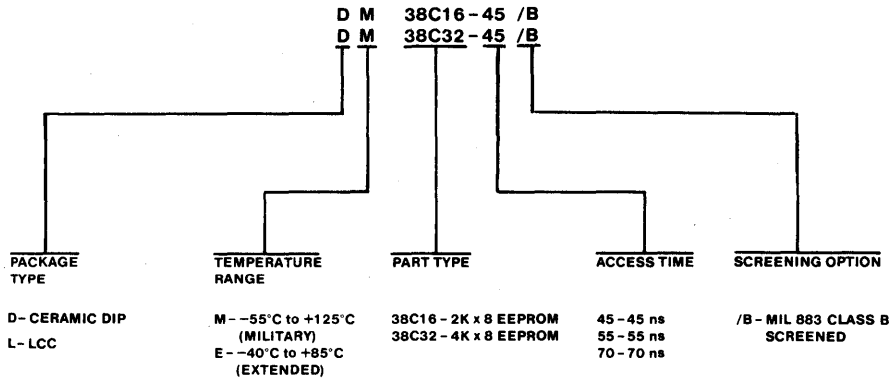 D M 38C16-45 /B
D M 38C32-45 /B
PACKAGE TYPE
D-CERAMIC DIP
L-LCC
TEMPERATURE RANGE
M--55°C to +125°C
(MILITARY)
E--40°C to +85°C
(EXTENDED)
PART TYPE
38C16-2K x 8 EEPROM
38C32-4K x 8 EEPROM
ACCESS TIME
45-45 ns
55-55 ns
70-70 ns
SCREENING OPTION
/B-MIL 883 CLASS B
SCREENED